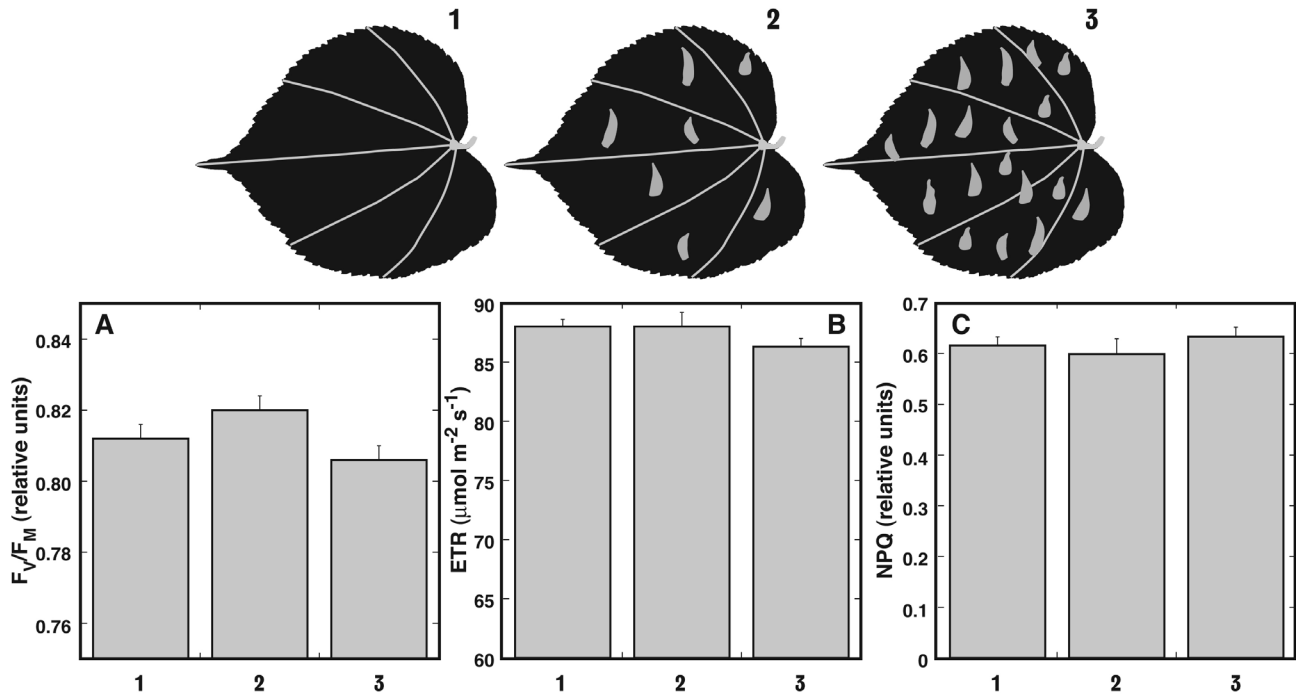 1 2 3
A
F_V/F_M (relative units)
0.84
0.82
0.80
0.78
0.76
1 2 3
B
ETR (μmol m⁻² s⁻¹)
90
85
80
75
70
65
60
1 2 3
C
NPQ (relative units)
0.7
0.6
0.5
0.4
0.3
0.2
0.1
0
1 2 3